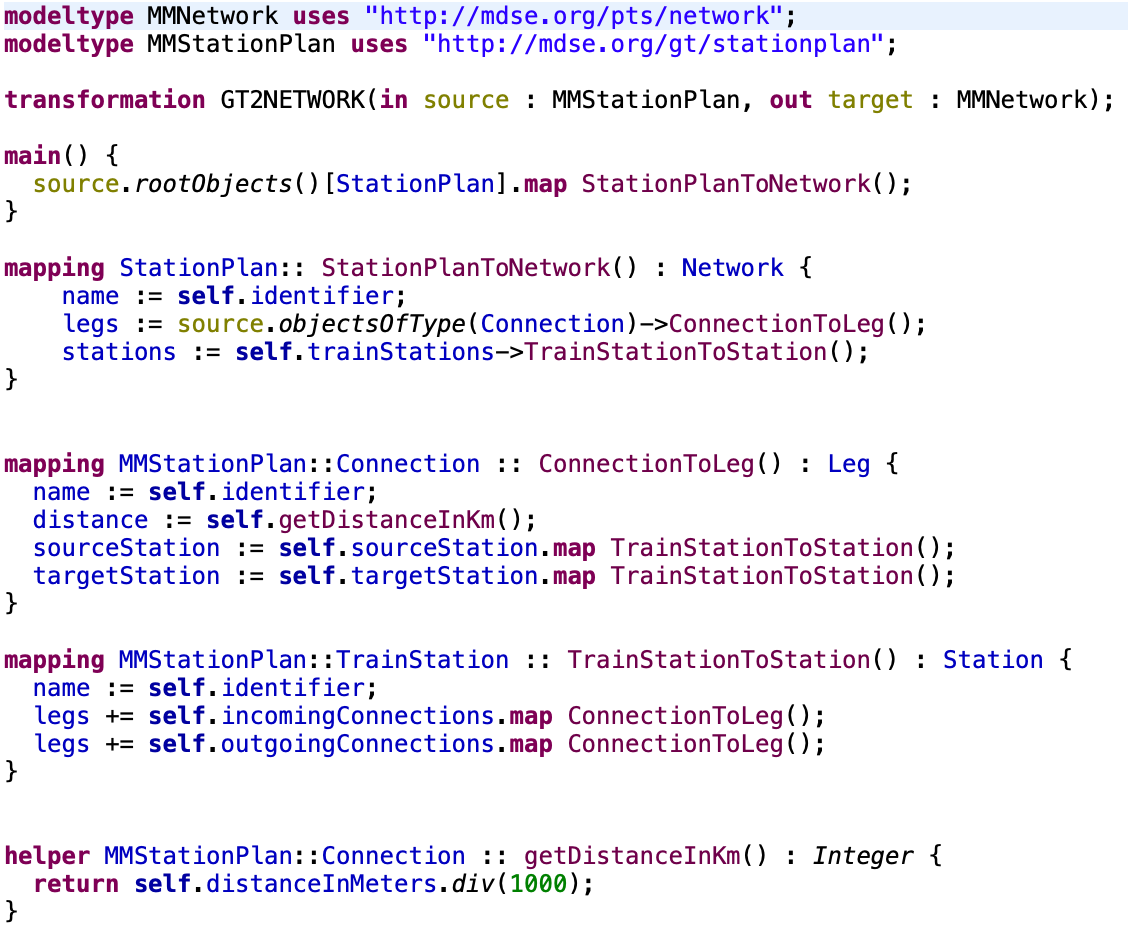 modeltype MMNetwork uses "http://mdse.org/pts/network";
modeltype MMStationPlan uses "http://mdse.org/gt/stationplan";
transformation GT2NETWORK(in source : MMStationPlan, out target : MMNetwork);
main() {
source.rootObjects()[StationPlan].map StationPlanToNetwork();
}
mapping StationPlan:: StationPlanToNetwork() : Network {
name := self.identifier;
legs := source.objectsOfType(Connection)->ConnectionToLeg();
stations := self.trainStations->TrainStationToStation();
}
mapping MMStationPlan::Connection :: ConnectionToLeg() : Leg {
name := self.identifier;
distance := self.getDistanceInKm();
sourceStation := self.sourceStation.map TrainStationToStation();
targetStation := self.targetStation.map TrainStationToStation();
}
mapping MMStationPlan::TrainStation :: TrainStationToStation() : Station {
name := self.identifier;
legs += self.incomingConnections.map ConnectionToLeg();
legs += self.outgoingConnections.map ConnectionToLeg();
}
helper MMStationPlan::Connection :: getDistanceInKm() : Integer {
return self.distanceInMeters.div(1000);
}